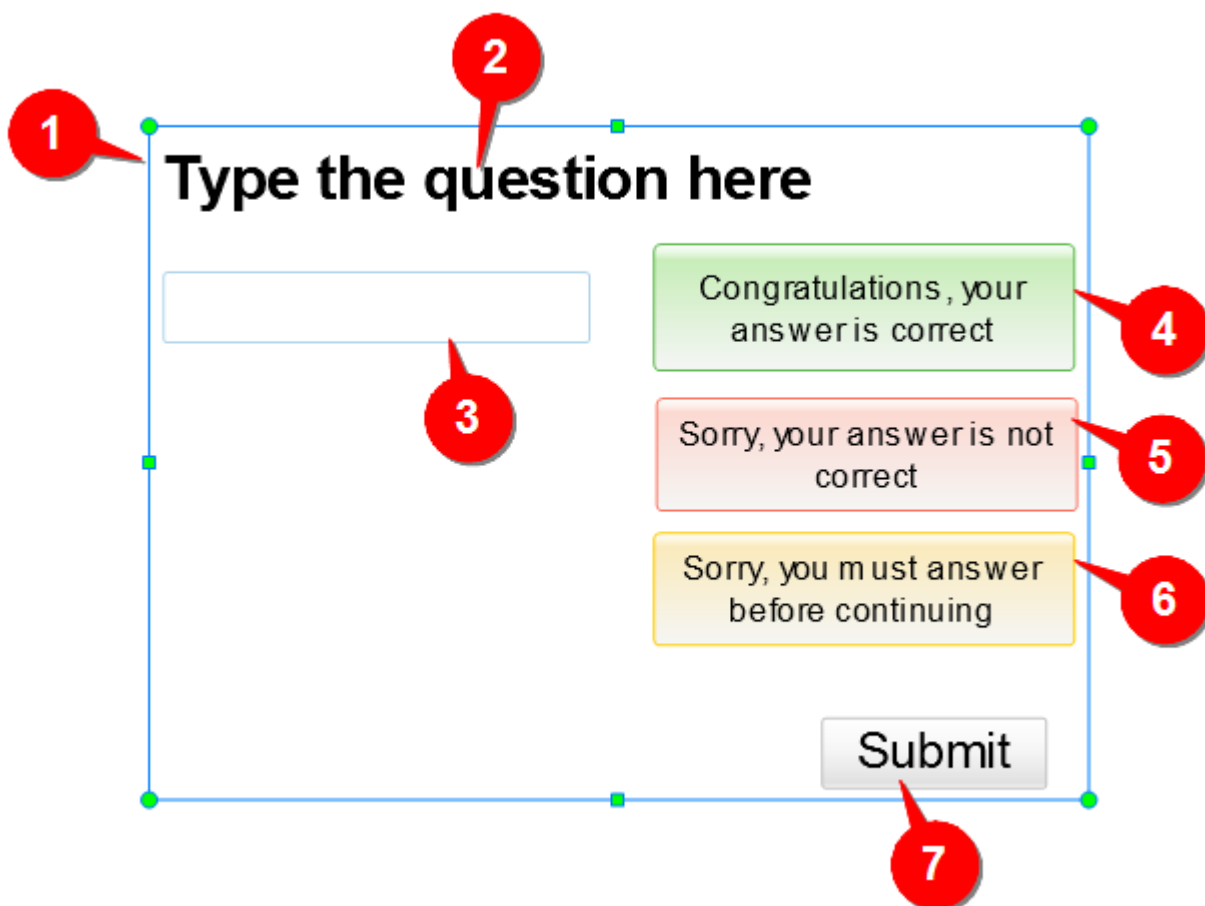 2
1
Type the question here
Congratulations, your
answer is correct
4
3
Sorry, your answer is not
correct
5
Sorry, you must answer
before continuing
6
Submit
7